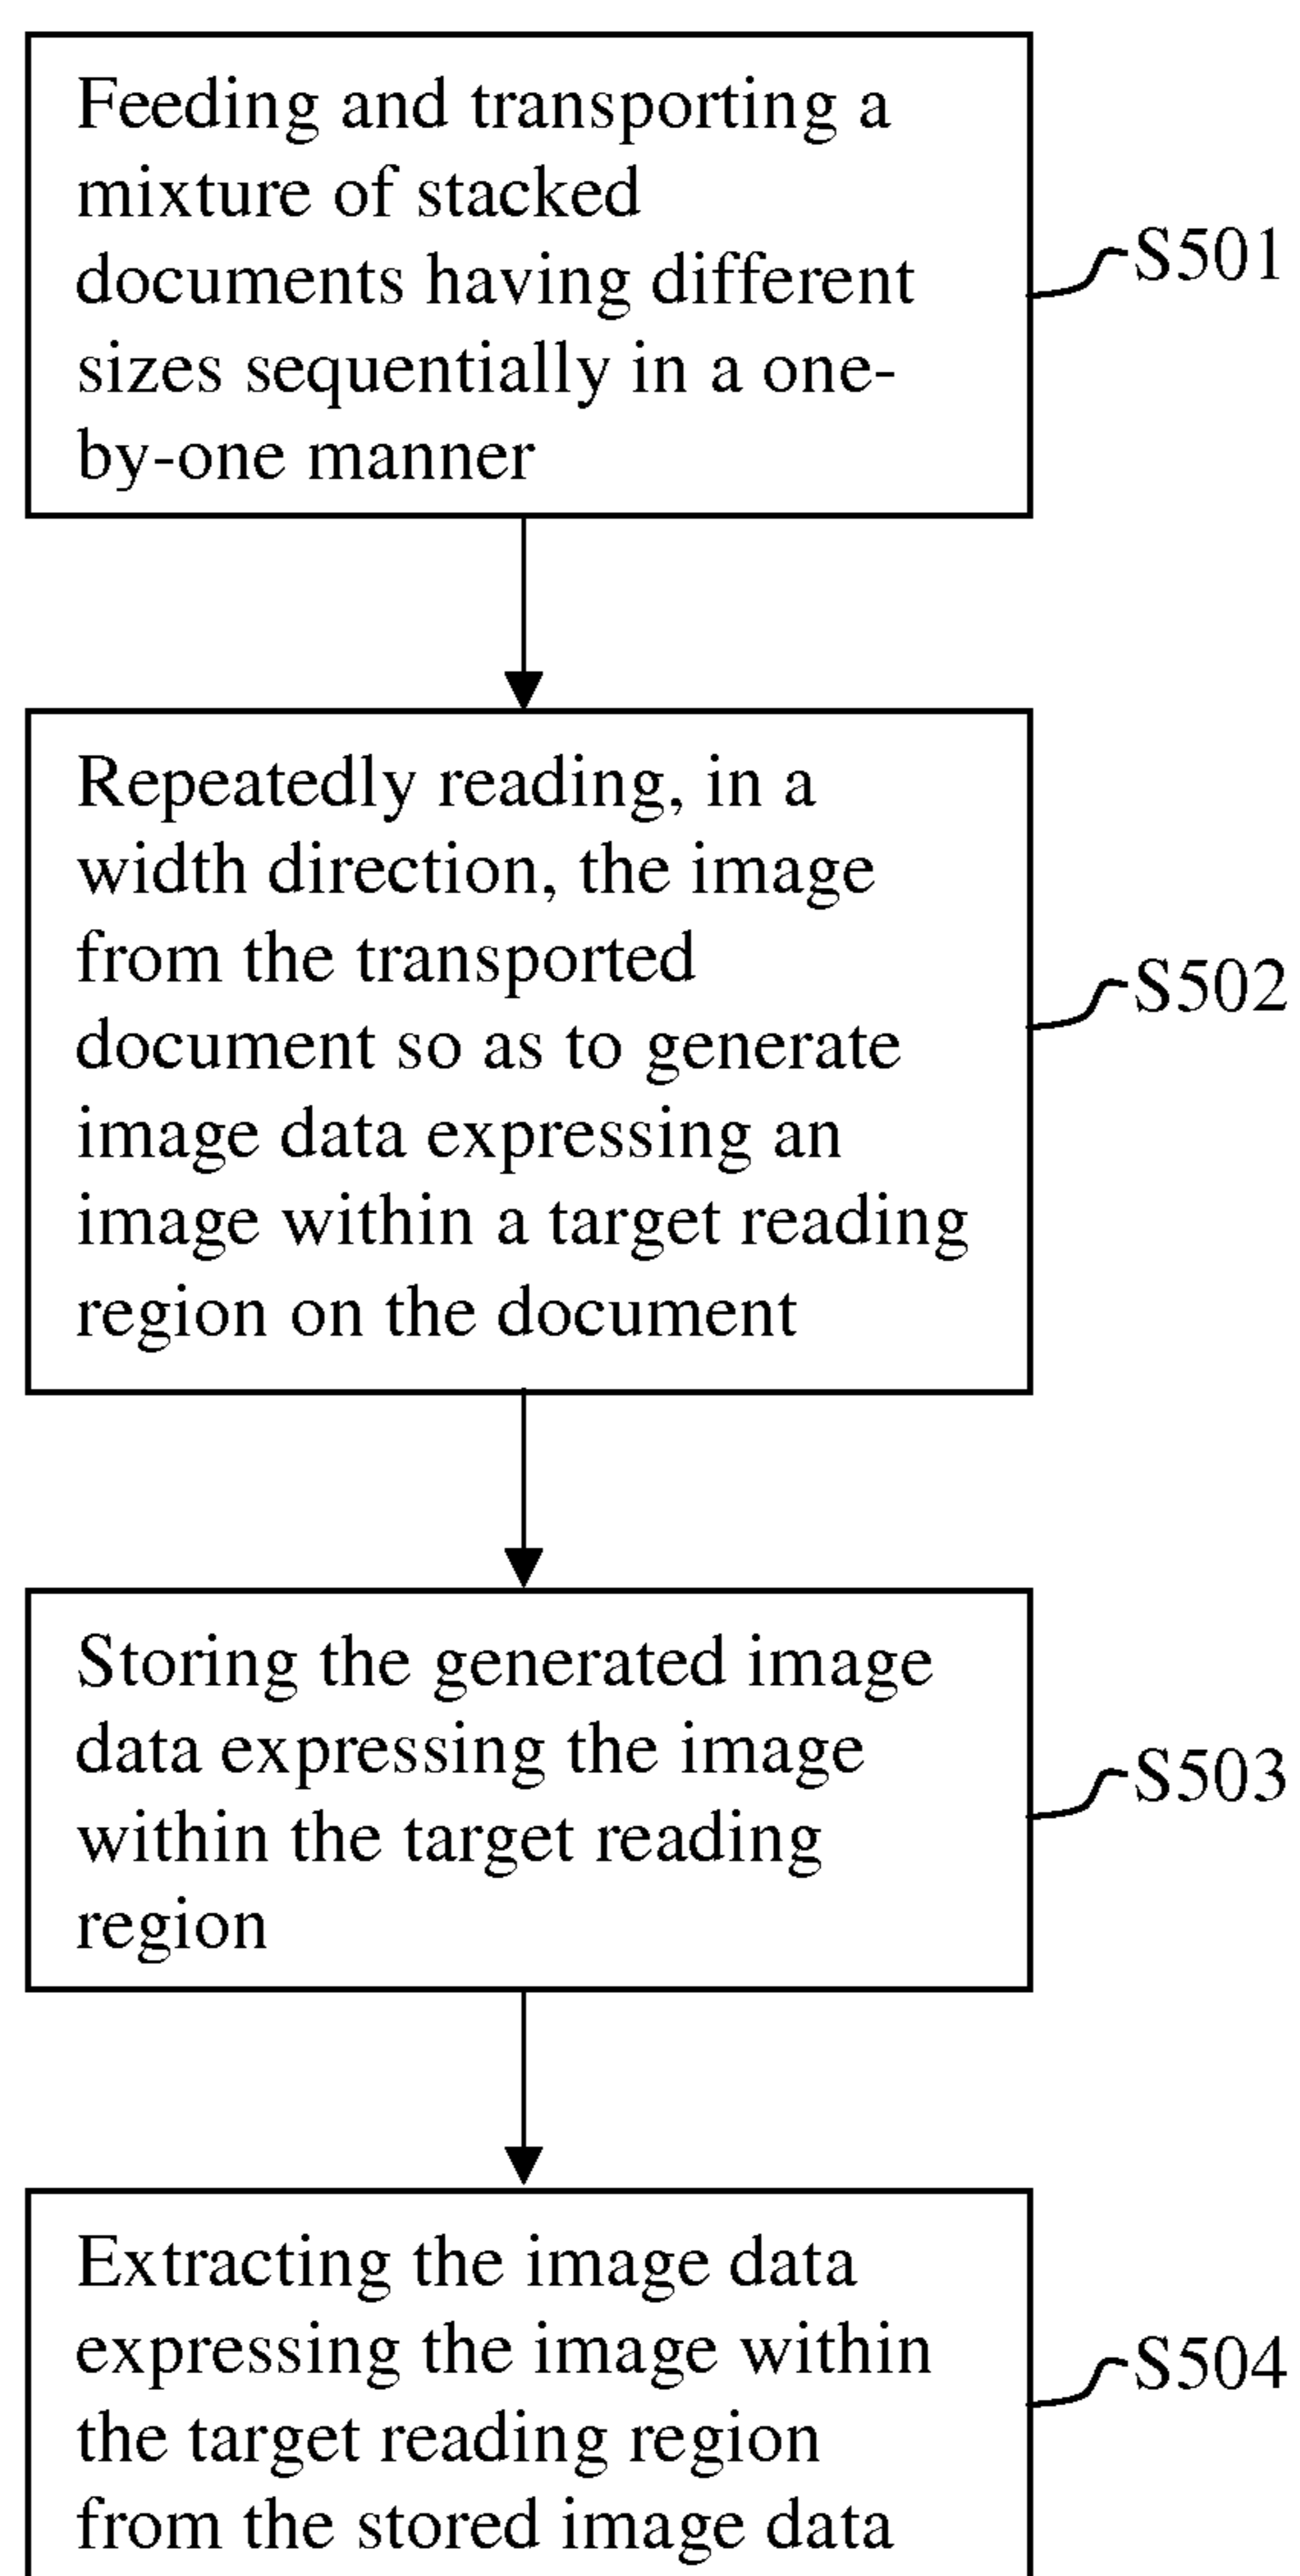 Feeding and transporting a
mixture of stacked
documents having different
sizes sequentially in a one-
by-one manner
S501
Repeatedly reading, in a
width direction, the image
from the transported
document so as to generate
image data expressing an
image within a target reading
region on the document
S502
Storing the generated image
data expressing the image
within the target reading
region
S503
Extracting the image data
expressing the image within
the target reading region
from the stored image data
S504